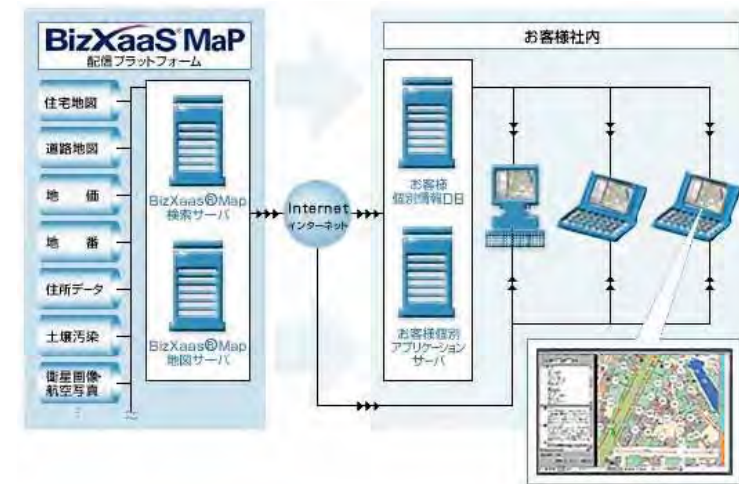 BizXaaS® MaP
配信プラットフォーム
住宅地図
道路地図
地 価
地 番
住所データ
土壌汚染
衛星画像・
航空写真
BizXaas®Map
検索サーバ
BizXaas®Map
地図サーバ
Internet
インターネット
お客様社内
お客様
個別情報DB
お客様個別
アプリケーション
サーバ